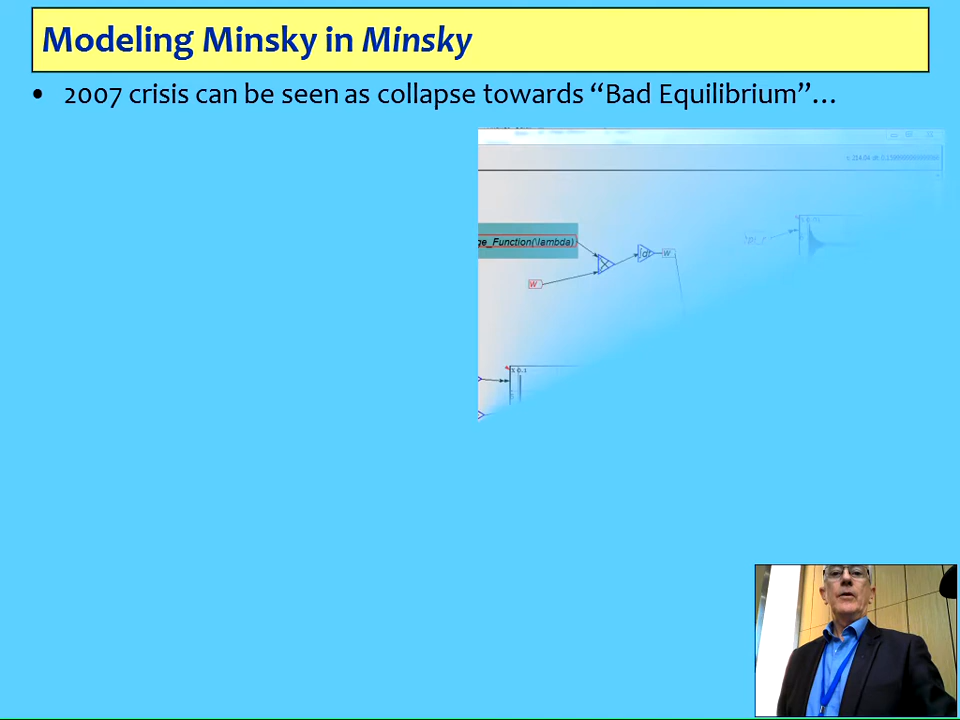 Modeling Minsky in Minsky
• 2007 crisis can be seen as collapse towards “Bad Equilibrium”…
ge_Function(\lambda)
W
W